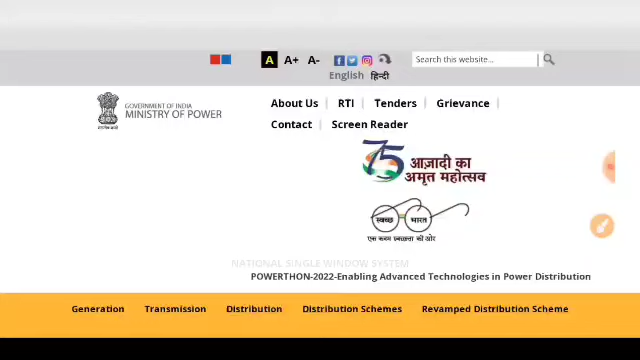 A A+ A- Search this website...
English हिन्दी
GOVERNMENT OF INDIA
MINISTRY OF POWER
About Us RTI Tenders Grievance
Contact Screen Reader
75 आज़ादी का
अमृत महोत्सव
स्वच्छ भारत
एक कदम स्वच्छता की ओर
NATIONAL SINGLE WINDOW SYSTEM
POWERTHON-2022-Enabling Advanced Technologies in Power Distribution
Generation Transmission Distribution Distribution Schemes Revamped Distribution Scheme